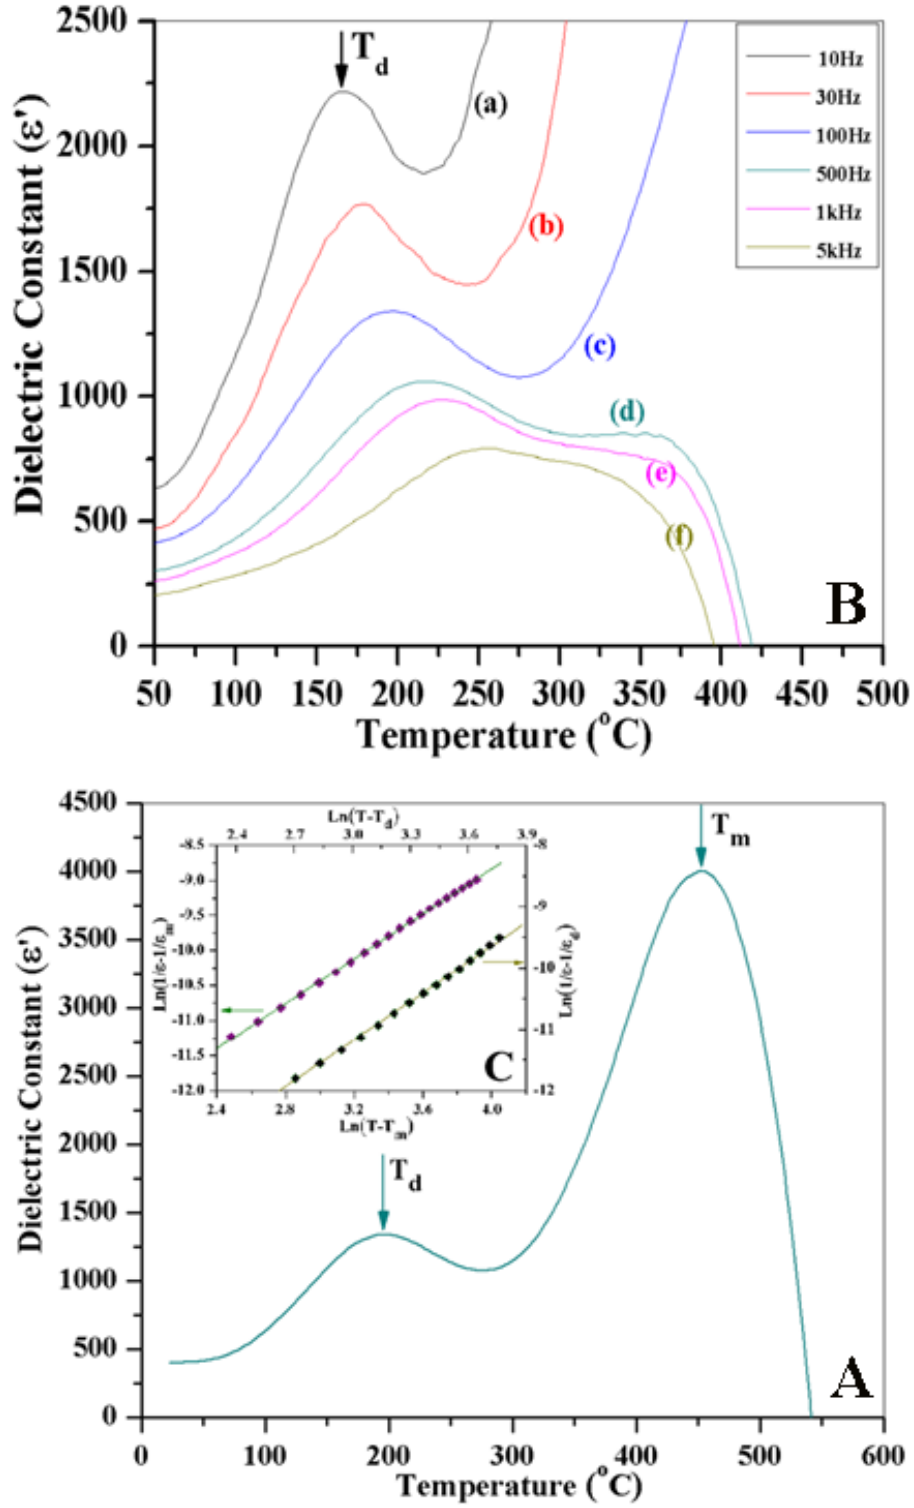 2500
2000
1500
1000
500
0
Dielectric Constant (ε')
T_d
(a)
(b)
(c)
(d)
(e)
(f)
10Hz
30Hz
100Hz
500Hz
1kHz
5kHz
B
50 100 150 200 250 300 350 400 450 500
Temperature (°C)
4500
4000
3500
3000
2500
2000
1500
1000
500
0
Dielectric Constant (ε')
Ln(T-T_d)
2.4 2.7 3.0 3.3 3.6 3.9
-8.5
-9.0
-9.5
-10.0
-10.5
-11.0
-11.5
-12.0
Ln(1/ε-1/ε_m)
-8
-9
-10
-11
-12
Ln(1/ε-1/ε_d)
C
2.4 2.8 3.2 3.6 4.0
Ln(T-T_m)
T_m
T_d
A
0 100 200 300 400 500 600
Temperature (°C)